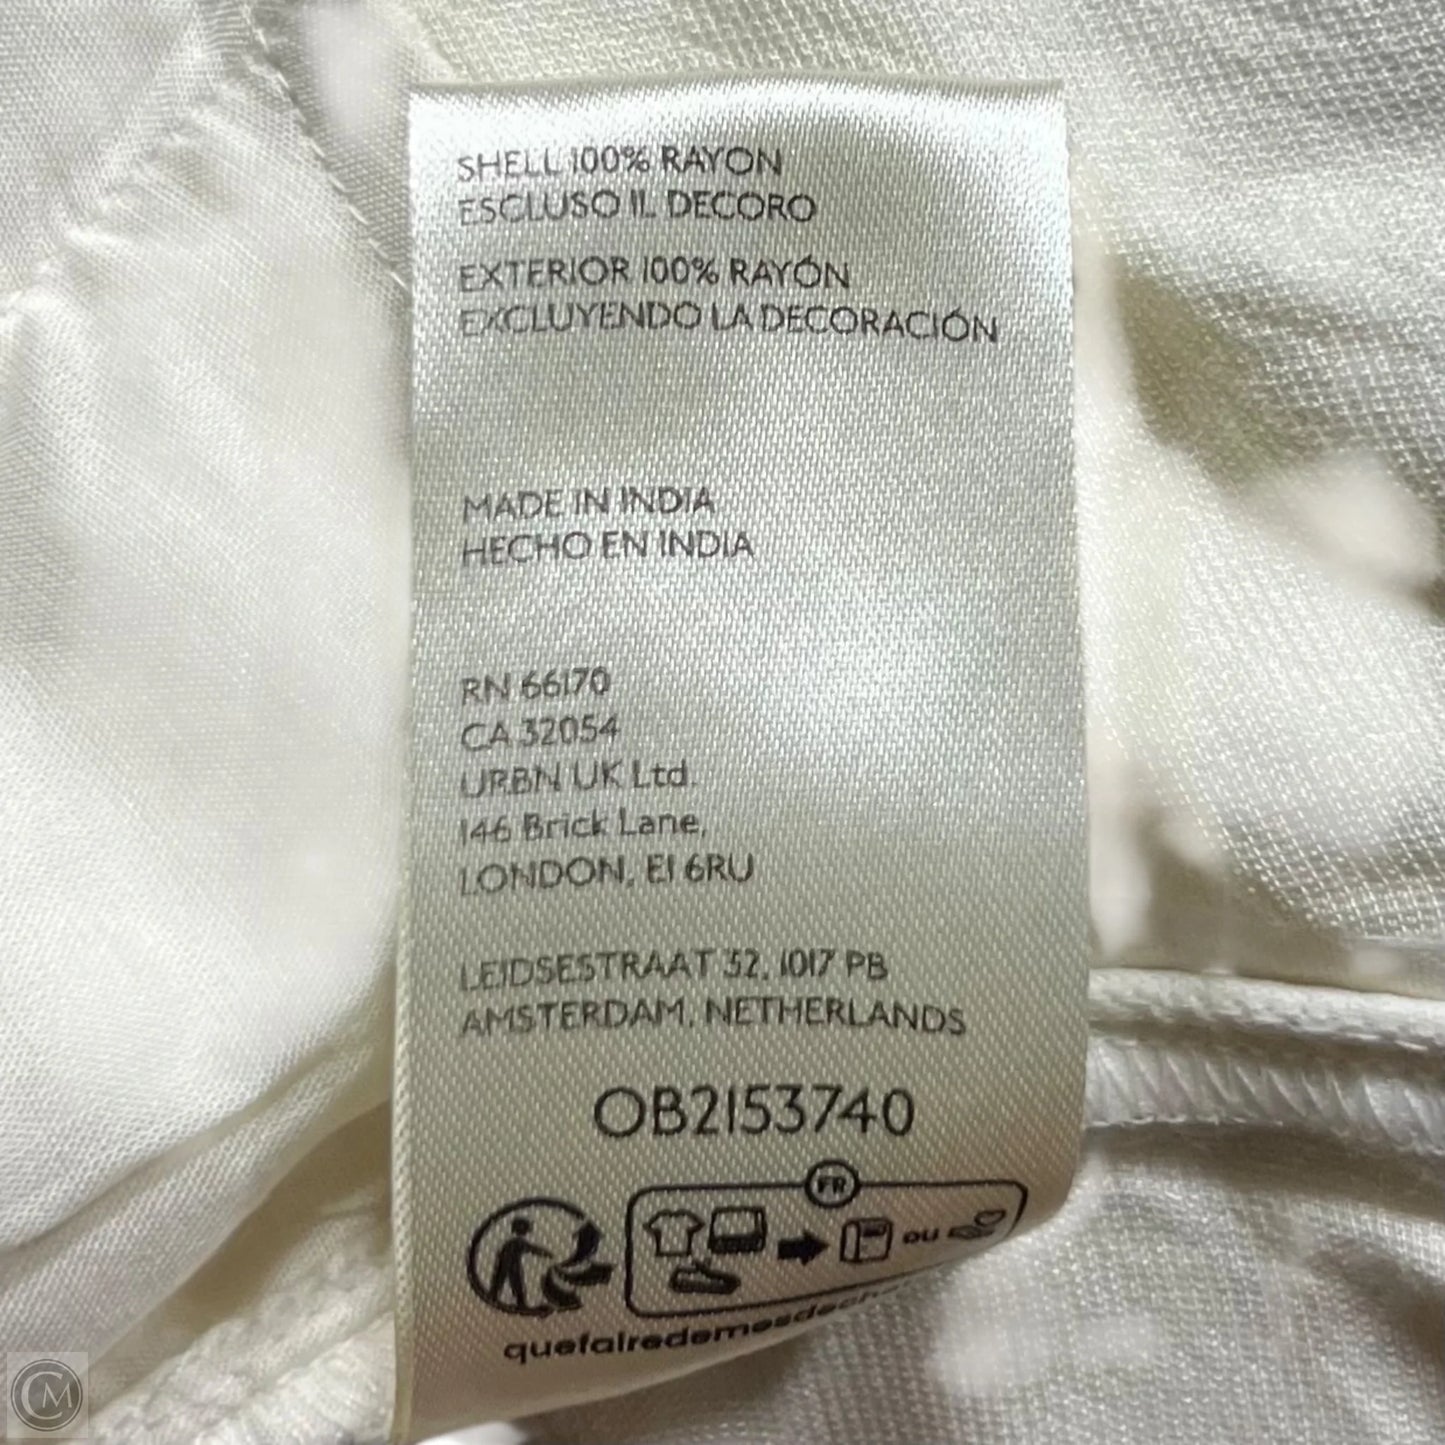 SHELL 100% RAYON
ESCLUSO IL DECORO
EXTERIOR 100% RAYÓN
EXCLUYENDO LA DECORACIÓN
MADE IN INDIA
HECHO EN INDIA
RN 66170
CA 32054
URBN UK Ltd.
146 Brick Lane,
LONDON, E1 6RU
LEIDSESTRAAT 32, 1017 PB
AMSTERDAM, NETHERLANDS
OB2153740
FR
ou
CM